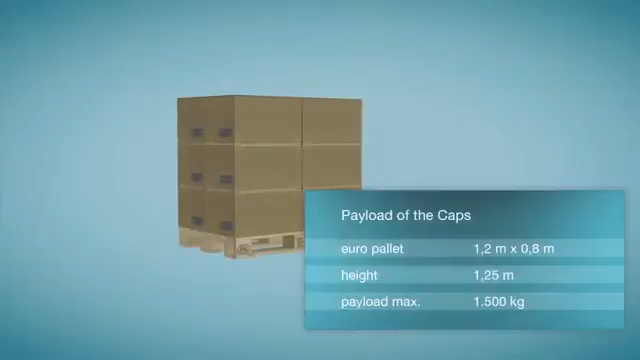 Payload of the Caps
euro pallet 1,2 m x 0,8 m
height 1,25 m
payload max. 1.500 kg